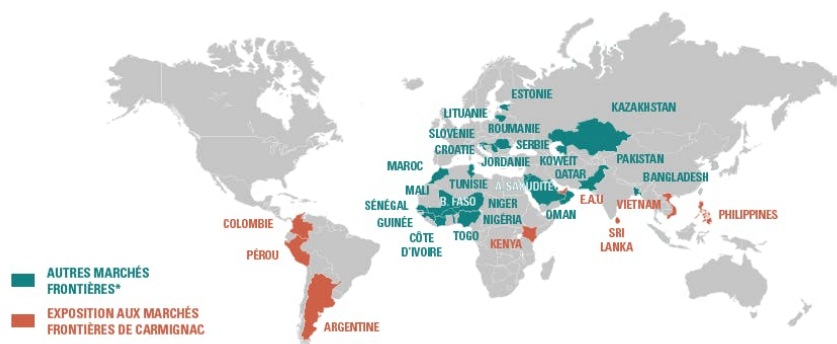 ESTONIE
LITUANIE
KAZAKHSTAN
ROUMANIE
SLOVÉNIE
SERBIE
CROATIE
JORDANIE
KOWEIT
PAKISTAN
MAROC
QATAR
BANGLADESH
TUNISIE
A.SAOUDITE
MALI
E.A.U
SÉNÉGAL
B. FASO
NIGER
VIETNAM
OMAN
PHILIPPINES
GUINÉE
NIGÉRIA
COLOMBIE
CÔTE
D'IVOIRE
TOGO
KENYA
SRI
LANKA
PÉROU
AUTRES MARCHÉS
FRONTIÈRES*
EXPOSITION AUX MARCHÉS
FRONTIÈRES DE CARMIGNAC
ARGENTINE